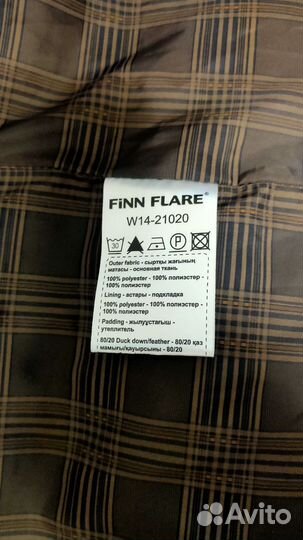 FiNN FLARE®
W14-21020
30 P
Outer fabric - сыртқы жағының
матасы - основная ткань
100% polyester - 100% полиэстер -
100% полиэстер
Lining - астары - подкладка
100% polyester - 100% полиэстер -
100% полиэстер
Padding - жылуұстағыш -
утеплитель
80/20 Duck down/feather - 80/20 қаз
мамығы/қауырсыны - 80/20
Avito